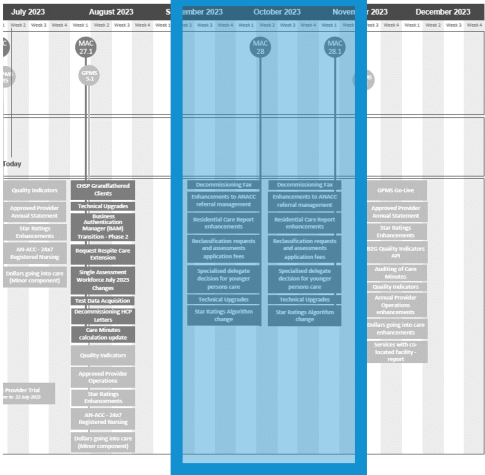 July 2023
August 2023
September 2023
October 2023
November 2023
December 2023
Week 2 Week 3 Week 4 Week 1 Week 2 Week 3 Week 4
MAC
27.1
MAC
28
MAC
28.1
GPMS
5.1
Today
Quality Indicators
Approved Provider
Annual Statement
Star Ratings
Enhancements
AN-ACC - 24x7
Registered Nursing
Dollars going into care
(Minor component)
Provider Trial
CHSP Grandfathered
Clients
Technical Upgrades
Business
Authentication
Manager (BAM)
Transition - Phase 2
Request Respite Care
Extension
Single Assessment
Workforce July 2025
Changes
Test Data Acquisition
Decommissioning HCP
Letters
Care Minutes
calculation update
Quality Indicators
Approved Provider
Operations
Star Ratings
Enhancements
AN-ACC - 24x7
Registered Nursing
Dollars going into care
(Minor component)
Decommissioning Fax
Enhancements to ANACC
referral management
Residential Care Report
enhancements
Reclassification requests
and assessments
application fees
Specialised delegate
decision for younger
persons care
Technical Upgrades
Star Ratings Algorithm
change
Decommissioning Fax
Enhancements to ANACC
referral management
Residential Care Report
enhancements
Reclassification requests
and assessments
application fees
Specialised delegate
decision for younger
persons care
Technical Upgrades
Star Ratings Algorithm
change
GPMS Go-Live
Approved Provider
Annual Statement
Star Ratings
Enhancements
B2G Quality Indicators
API
Auditing of Care
Minutes
Quality Indicators
Annual Provider
Operations
enhancements
Dollars going into care
enhancements
Services with co-
located facility -
report